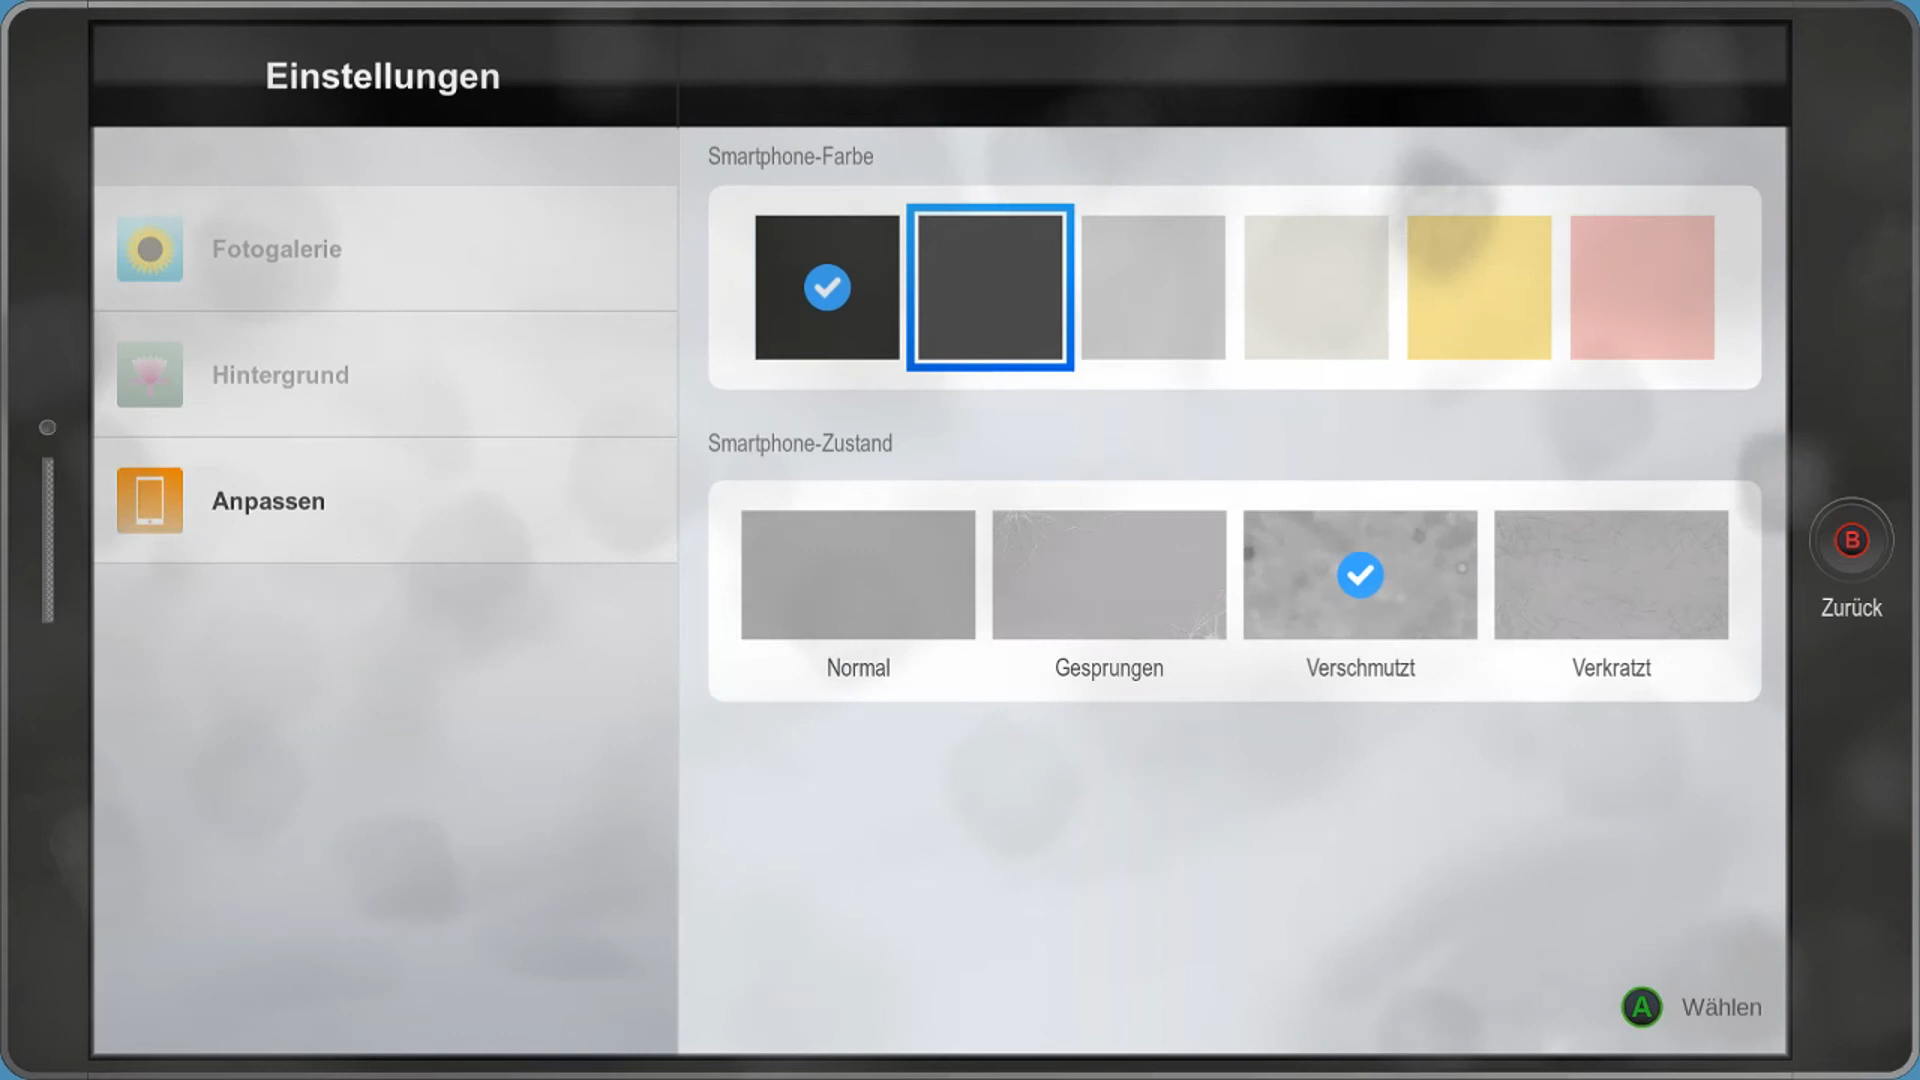 Einstellungen
Fotogalerie
Hintergrund
Anpassen
Smartphone-Farbe
Smartphone-Zustand
Normal
Gesprungen
Verschmutzt
Verkratzt
B
Zurück
A Wählen